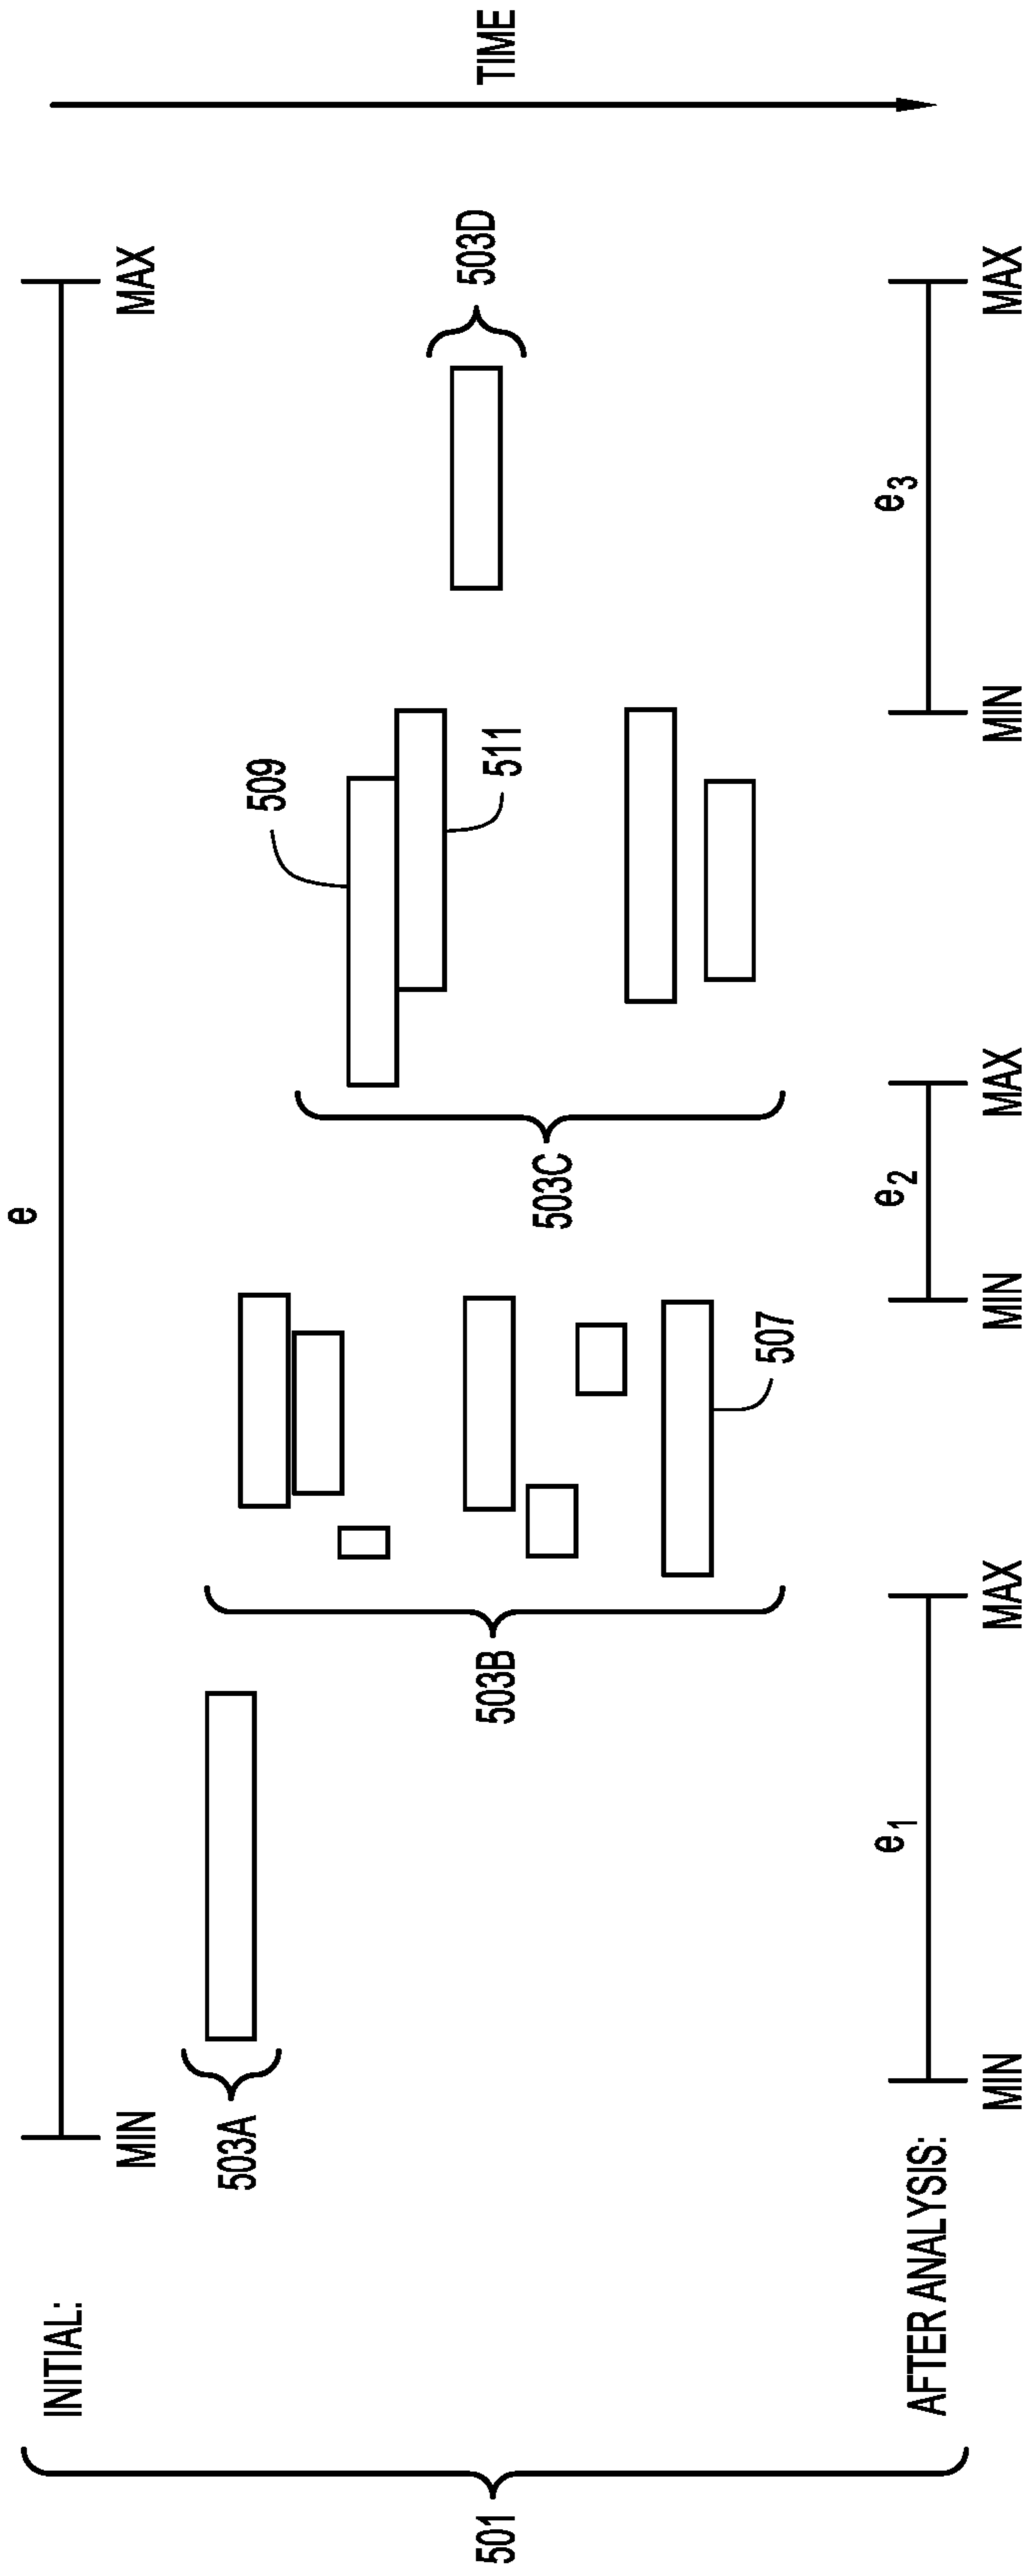 501
INITIAL:
e
MIN
MAX
TIME
503A
503B
503C
503D
509
511
507
AFTER ANALYSIS:
e1
MIN
MAX
e2
MIN
MAX
e3
MIN
MAX